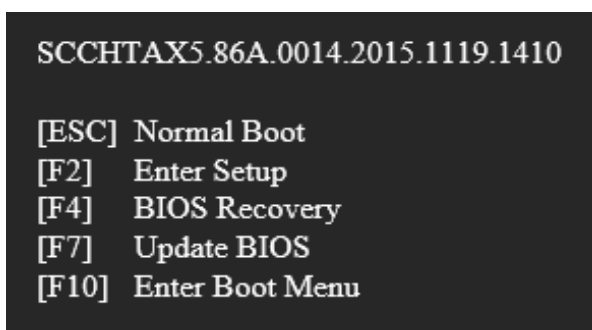 SCCHTAX5.86A.0014.2015.1119.1410
[ESC] Normal Boot
[F2] Enter Setup
[F4] BIOS Recovery
[F7] Update BIOS
[F10] Enter Boot Menu